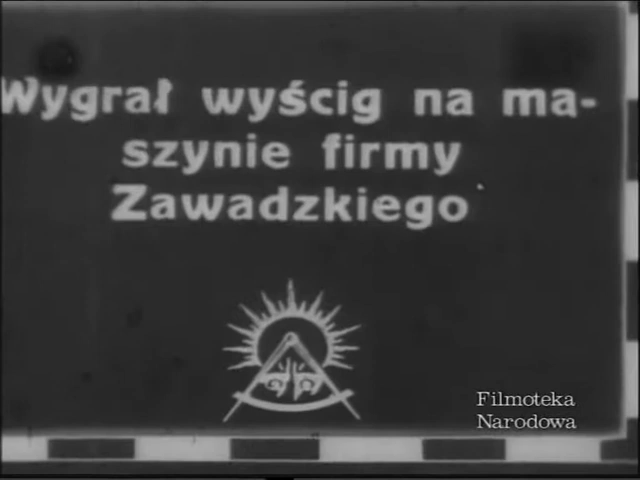 Wygrał wyścig na ma-
szynie firmy
Zawadzkiego
Filmoteka
Narodowa